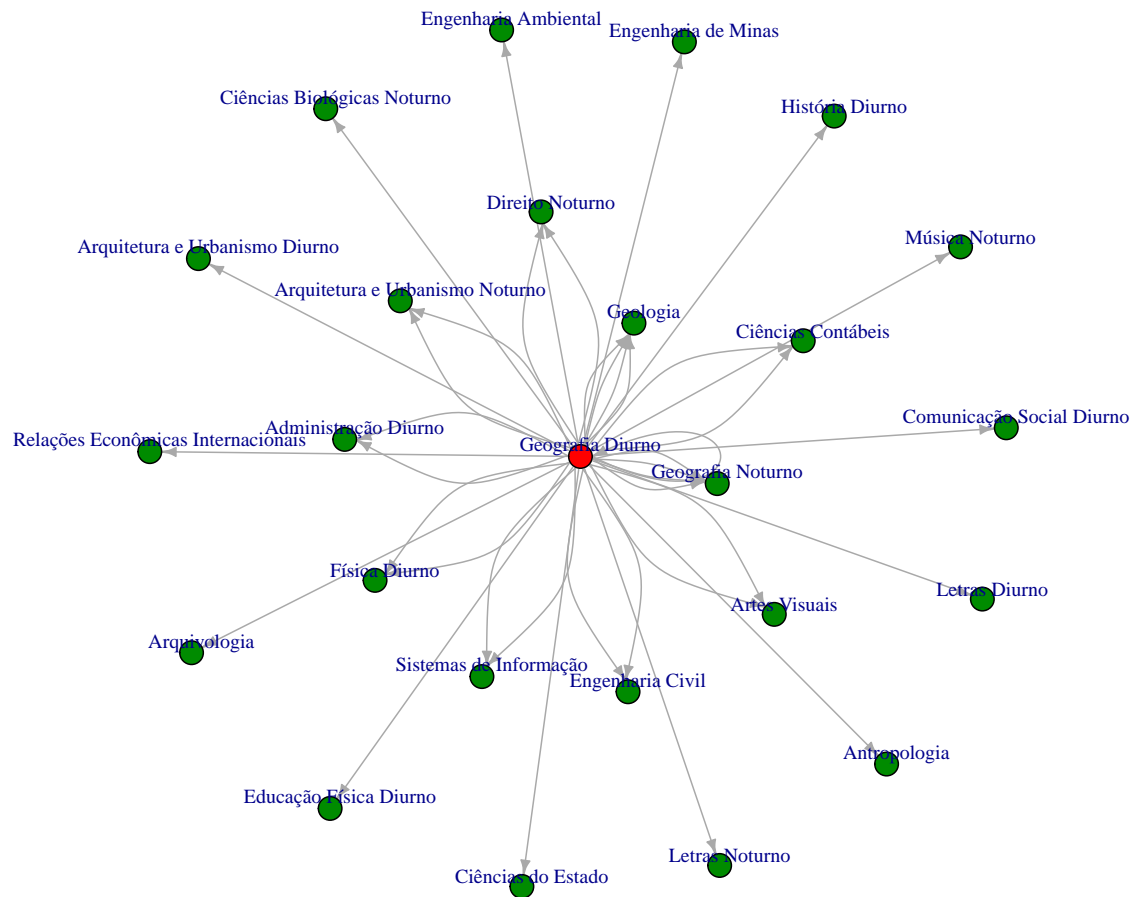 Engenharia Ambiental
Engenharia de Minas
Ciências Biológicas Noturno
História Diurno
Direito Noturno
Arquitetura e Urbanismo Diurno
Música Noturno
Arquitetura e Urbanismo Noturno
Geologia
Ciências Contábeis
Comunicação Social Diurno
Administração Diurno
Relações Econômicas Internacionais
Geografia Diurno
Geografia Noturno
Física Diurno
Letras Diurno
Artes Visuais
Arquivologia
Sistemas de Informação
Engenharia Civil
Antropologia
Educação Física Diurno
Letras Noturno
Ciências do Estado